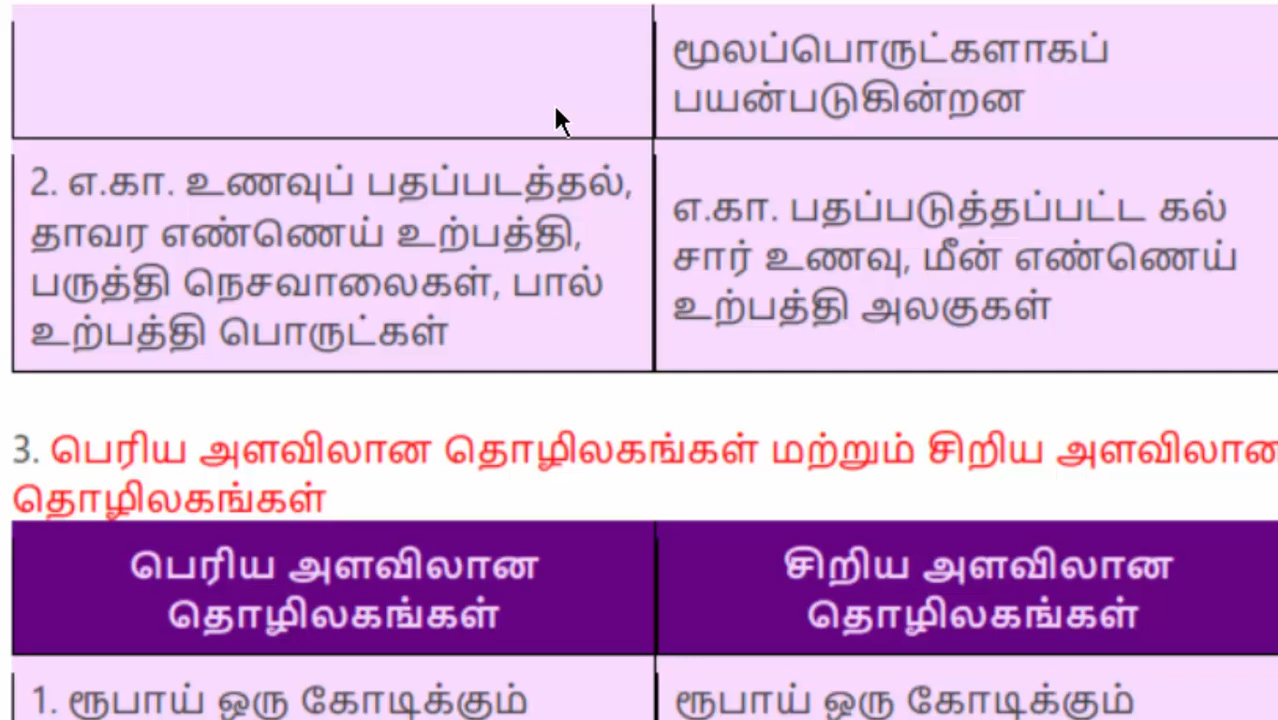 மூலப்பொருட்களாகப்
பயன்படுகின்றன
2. எ.கா. உணவுப் பதப்படத்தல்,
தாவர எண்ணெய் உற்பத்தி,
பருத்தி நெசவாலைகள், பால்
உற்பத்தி பொருட்கள்
எ.கா. பதப்படுத்தப்பட்ட கல்
சார் உணவு, மீன் எண்ணெய்
உற்பத்தி அலகுகள்
3. பெரிய அளவிலான தொழிலகங்கள் மற்றும் சிறிய அளவிலான
தொழிலகங்கள்
பெரிய அளவிலான
தொழிலகங்கள்
சிறிய அளவிலான
தொழிலகங்கள்
1. ரூபாய் ஒரு கோடிக்கும்
ரூபாய் ஒரு கோடிக்கும்